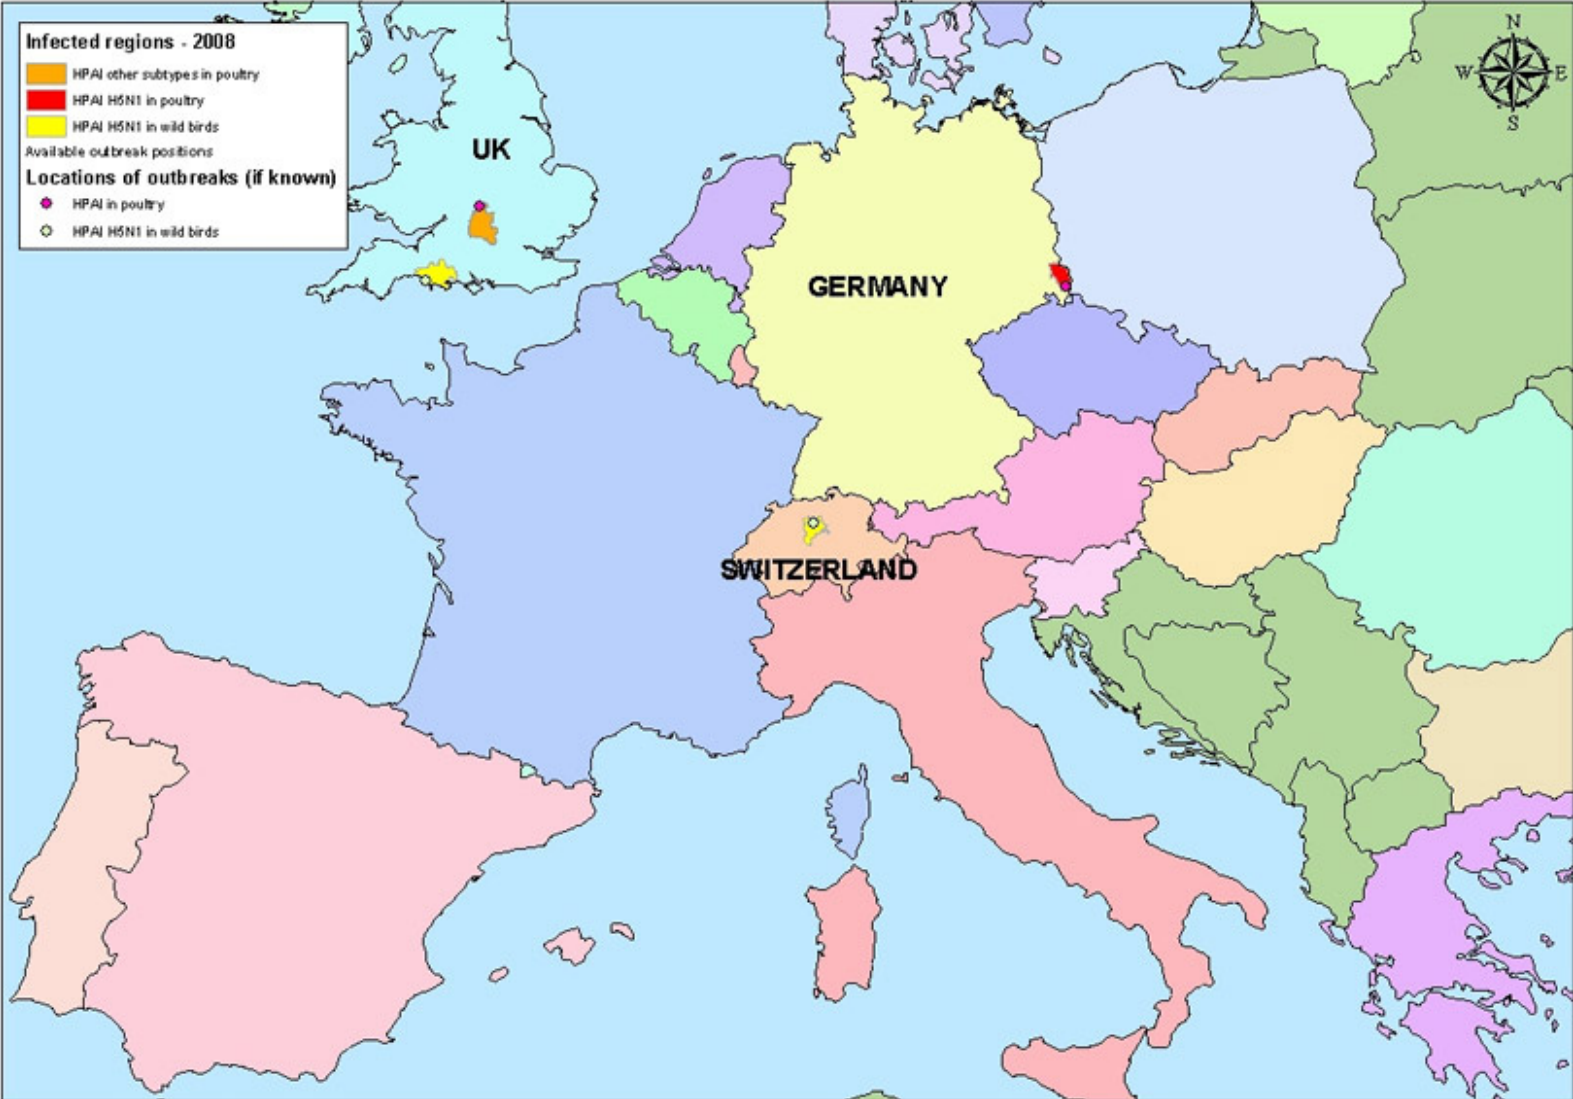 Infected regions - 2008
HPAI other subtypes in poultry
HPAI H5N1 in poultry
HPAI H5N1 in wild birds
Available outbreak positions
Locations of outbreaks (if known)
HPAI in poultry
HPAI H5N1 in wild birds
N
W E
S
UK
GERMANY
SWITZERLAND